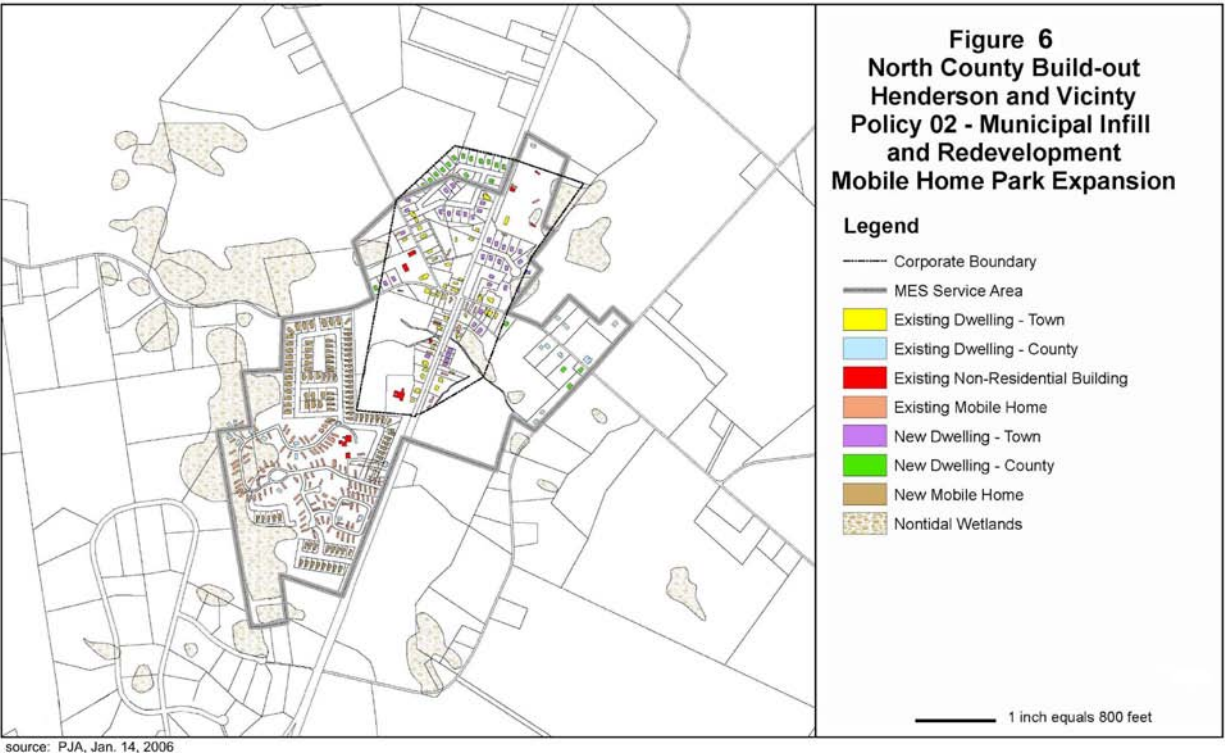 Figure 6
North County Build-out
Henderson and Vicinty
Policy 02 - Municipal Infill
and Redevelopment
Mobile Home Park Expansion
Legend
Corporate Boundary
MES Service Area
Existing Dwelling - Town
Existing Dwelling - County
Existing Non-Residential Building
Existing Mobile Home
New Dwelling - Town
New Dwelling - County
New Mobile Home
Nontidal Wetlands
1 inch equals 800 feet
source: PJA, Jan. 14, 2006